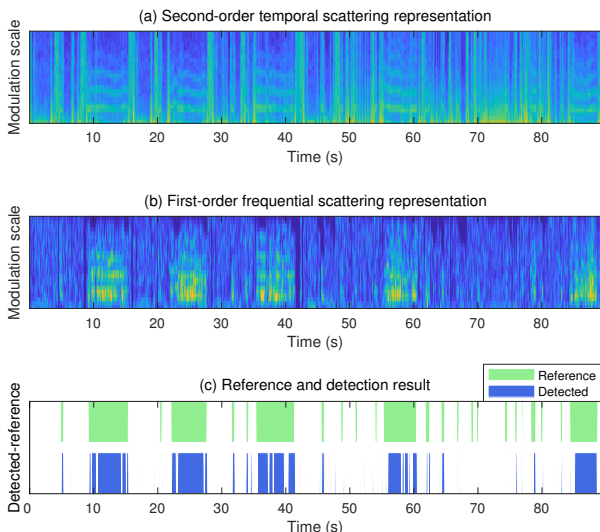 (a) Second-order temporal scattering representation
Modulation scale
10 20 30 40 50 60 70 80
Time (s)
(b) First-order frequential scattering representation
Modulation scale
10 20 30 40 50 60 70 80
Time (s)
(c) Reference and detection result
Reference
Detected
Detected-reference
0 10 20 30 40 50 60 70 80
Time (s)